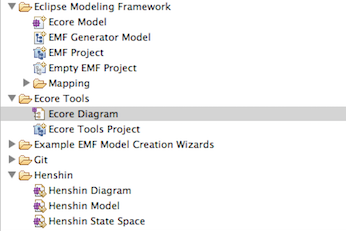 Eclipse Modeling Framework
Ecore Model
EMF Generator Model
EMF Project
Empty EMF Project
Mapping
Ecore Tools
Ecore Diagram
Ecore Tools Project
Example EMF Model Creation Wizards
Git
Henshin
Henshin Diagram
Henshin Model
Henshin State Space